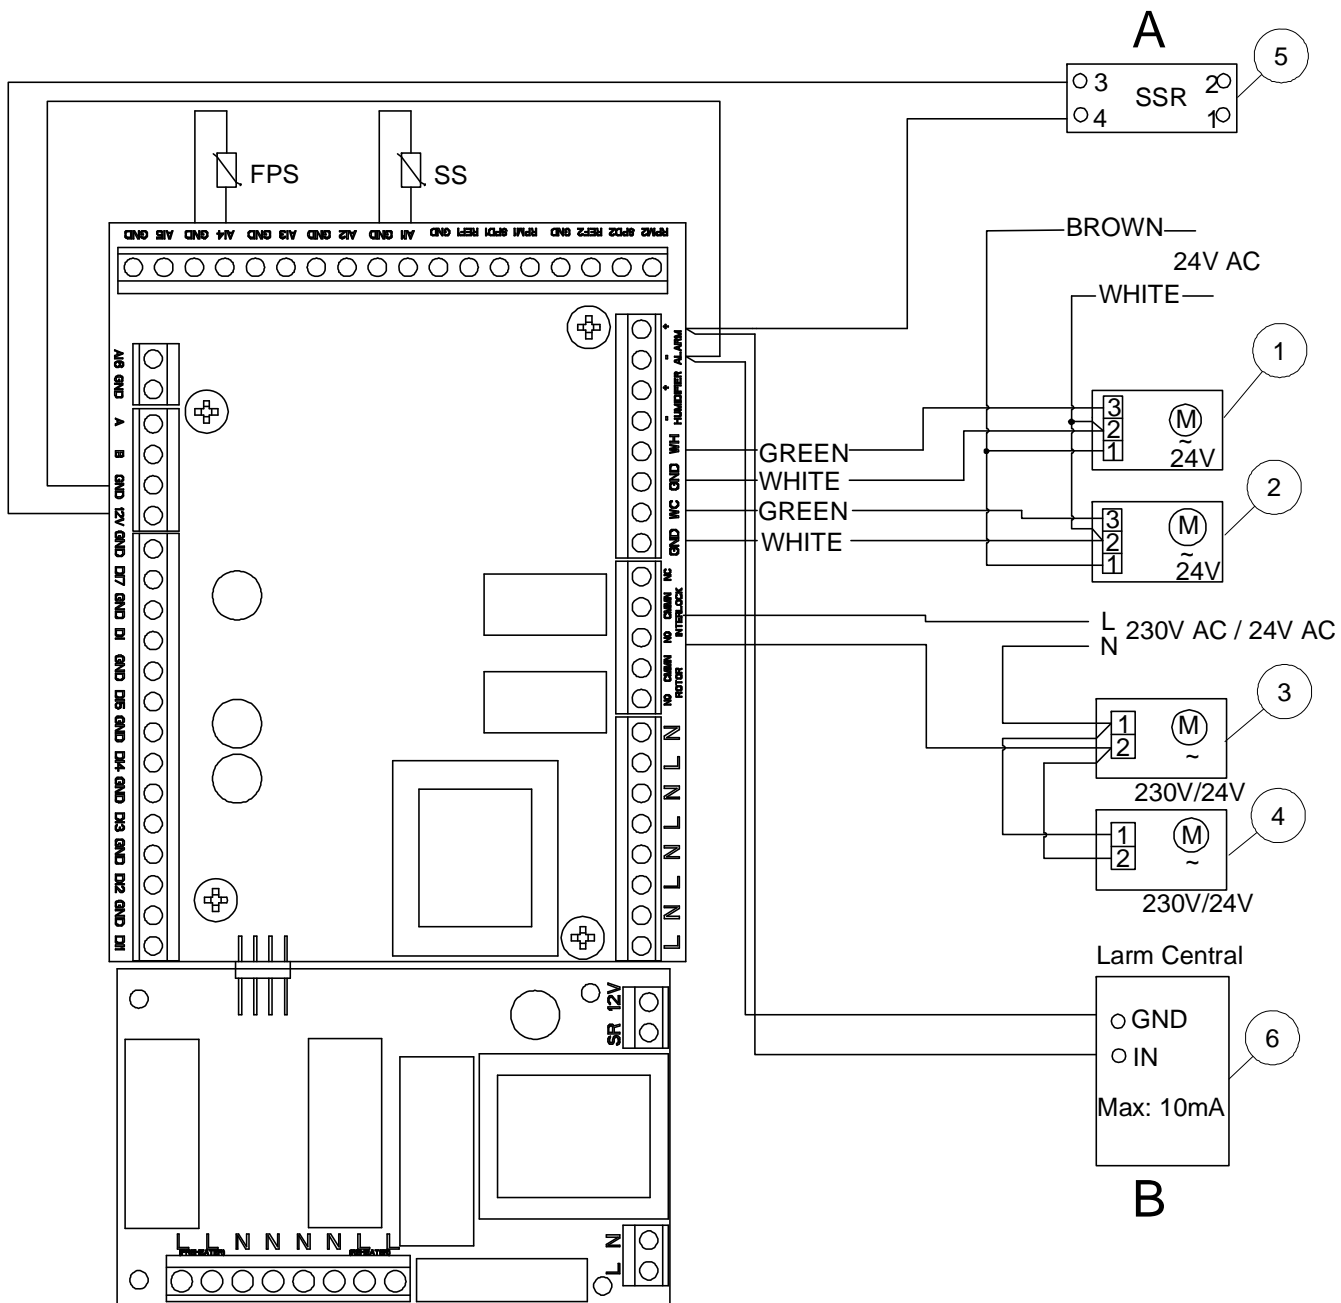 A
5
3 2
SSR
4 1
FPS
SS
GND AI5 GND AI4 GND AI3 GND AI2 GND AI1 GND REF1 SPD1 RPM1 GND REF2 SPD2 RPM2
BROWN
24V AC
WHITE
+
ALARM
-
+
HUMIDIFIER
-
WH
GND
WC
GND
AI6
GND
A
B
GND
12V
GND
DI7
GND
DI
GND
DI5
GND
DI4
GND
DI3
GND
DI2
GND
DI1
GREEN
WHITE
GREEN
WHITE
1
3
2
1
M
~
24V
2
3
2
1
M
~
24V
NC
CMMN
NO
INTERLOCK
CMMN
NO
ROTOR
L
N
230V AC / 24V AC
3
1
2
M
~
230V/24V
4
1
2
M
~
230V/24V
N
L
N
L
N
L
N
L
Larm Central
GND
IN
Max: 10mA
6
B
12V
SR
L L N N N N L L
N
L